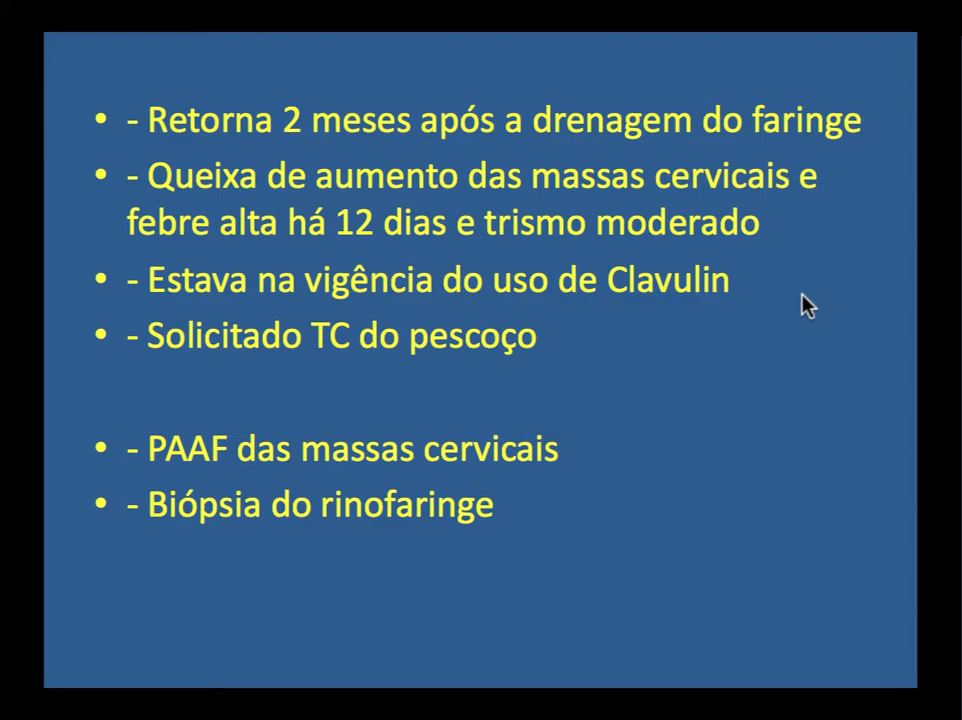 • - Retorna 2 meses após a drenagem do faringe
• - Queixa de aumento das massas cervicais e
febre alta há 12 dias e trismo moderado
• - Estava na vigência do uso de Clavulin
• - Solicitado TC do pescoço
• - PAAF das massas cervicais
• - Biópsia do rinofaringe